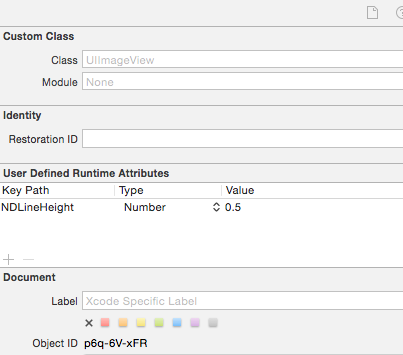 Custom Class
Class UIImageView
Module None
Identity
Restoration ID
User Defined Runtime Attributes
Key Path Type Value
NDLineHeight Number 0.5
Document
Label Xcode Specific Label
Object ID p6q-6V-xFR